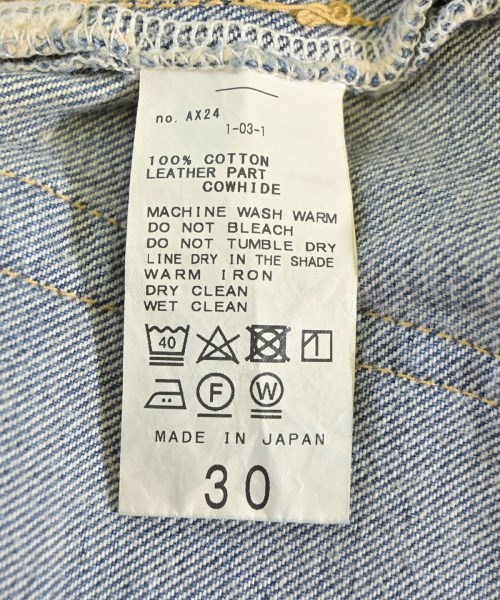 no. AX24
1-03-1
100% COTTON
LEATHER PART
COWHIDE
MACHINE WASH WARM
DO NOT BLEACH
DO NOT TUMBLE DRY
LINE DRY IN THE SHADE
WARM IRON
DRY CLEAN
WET CLEAN
40
F W
MADE IN JAPAN
30